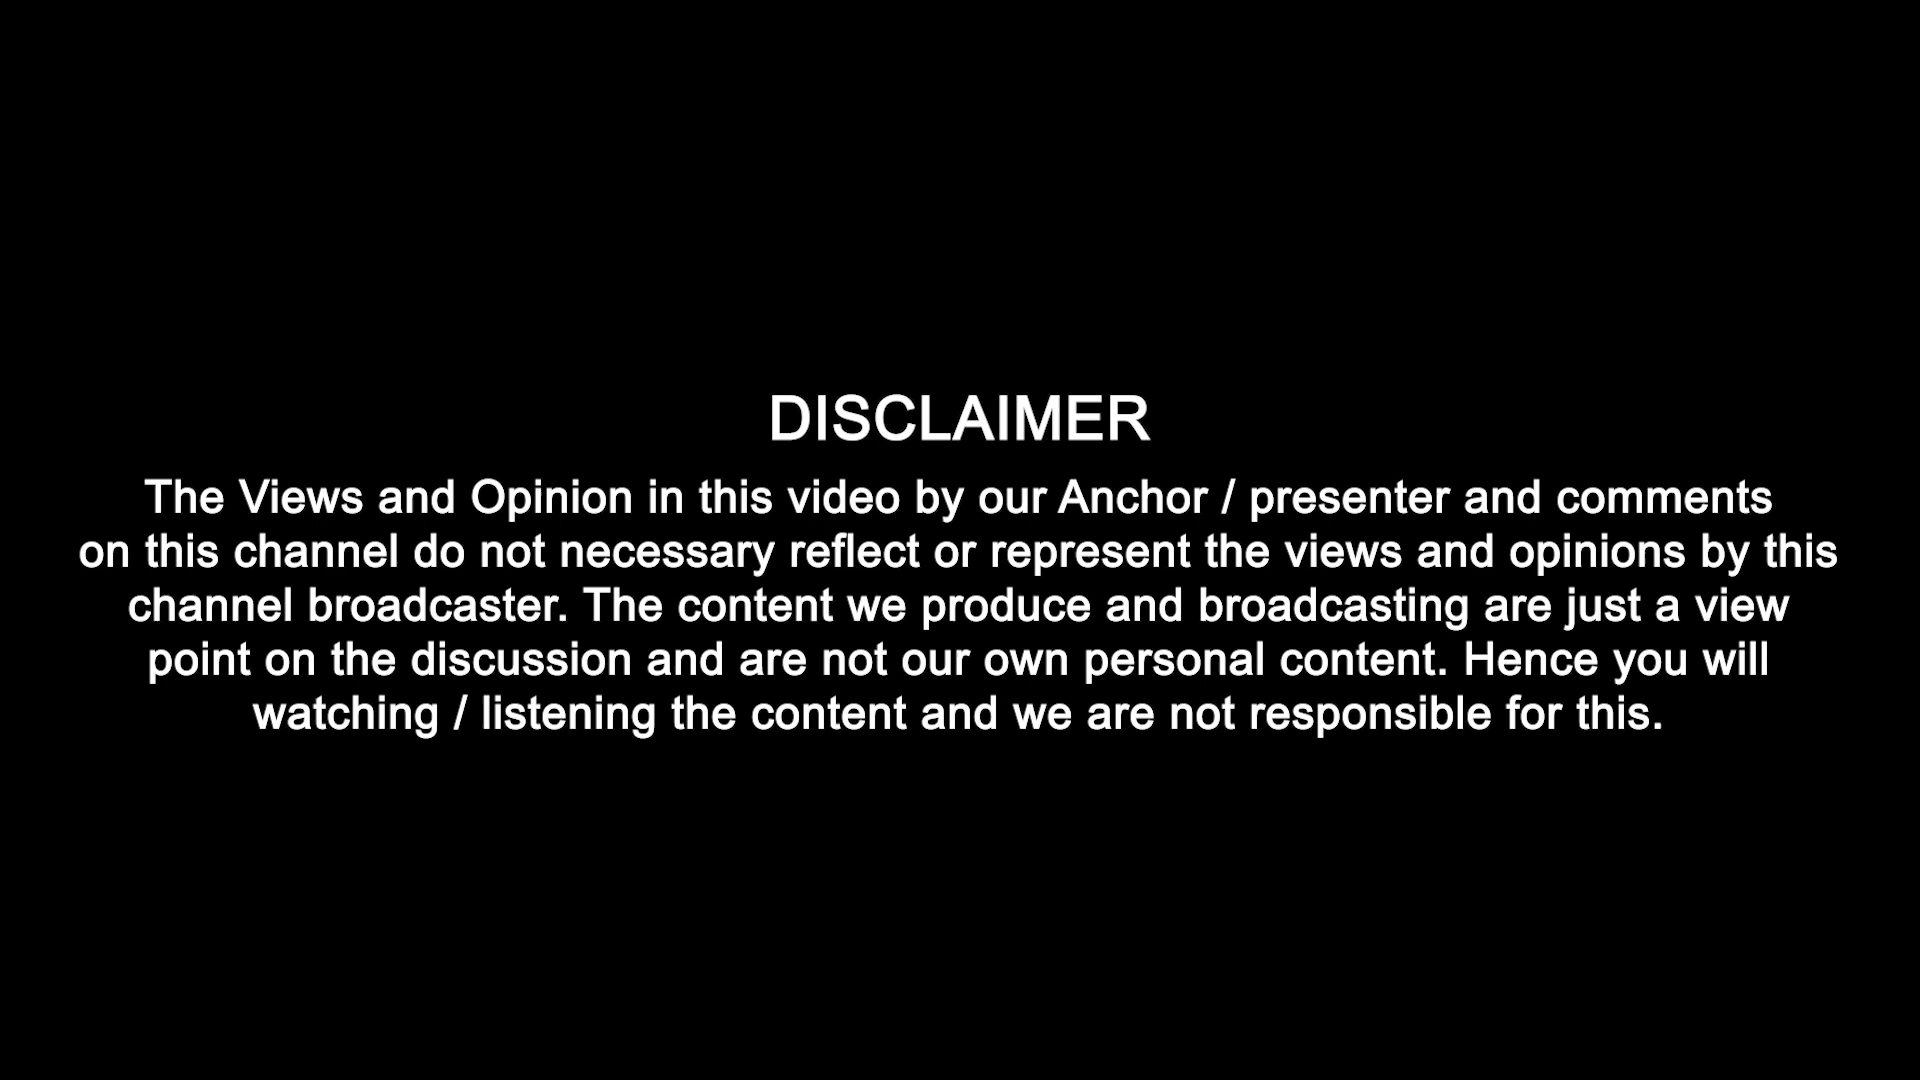 DISCLAIMER
The Views and Opinion in this video by our Anchor / presenter and comments
on this channel do not necessary reflect or represent the views and opinions by this
channel broadcaster. The content we produce and broadcasting are just a view
point on the discussion and are not our own personal content. Hence you will
watching / listening the content and we are not responsible for this.